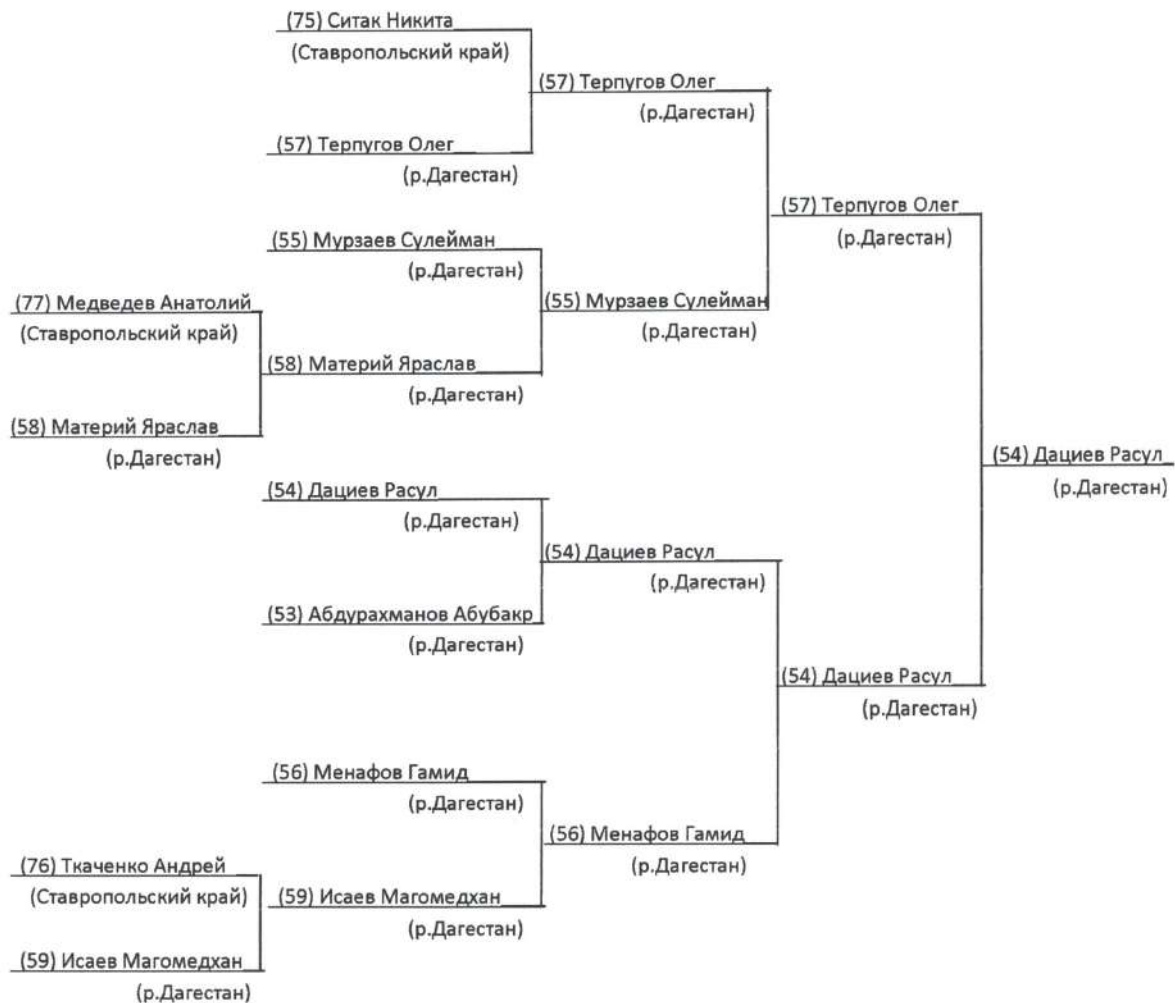 (75) Ситак Никита
(Ставропольский край)
(57) Терпугов Олег
(р.Дагестан)
(57) Терпугов Олег
(р.Дагестан)
(57) Терпугов Олег
(р.Дагестан)
(55) Мурзаев Сулейман
(р.Дагестан)
(77) Медведев Анатолий
(Ставропольский край)
(55) Мурзаев Сулейман
(р.Дагестан)
(58) Материй Яраслав
(р.Дагестан)
(58) Материй Яраслав
(р.Дагестан)
(54) Дациев Расул
(р.Дагестан)
(54) Дациев Расул
(р.Дагестан)
(54) Дациев Расул
(р.Дагестан)
(53) Абдурахманов Абубакр
(р.Дагестан)
(54) Дациев Расул
(р.Дагестан)
(56) Менафов Гамид
(р.Дагестан)
(56) Менафов Гамид
(р.Дагестан)
(76) Ткаченко Андрей
(Ставропольский край)
(59) Исаев Магомедхан
(р.Дагестан)
(59) Исаев Магомедхан
(р.Дагестан)